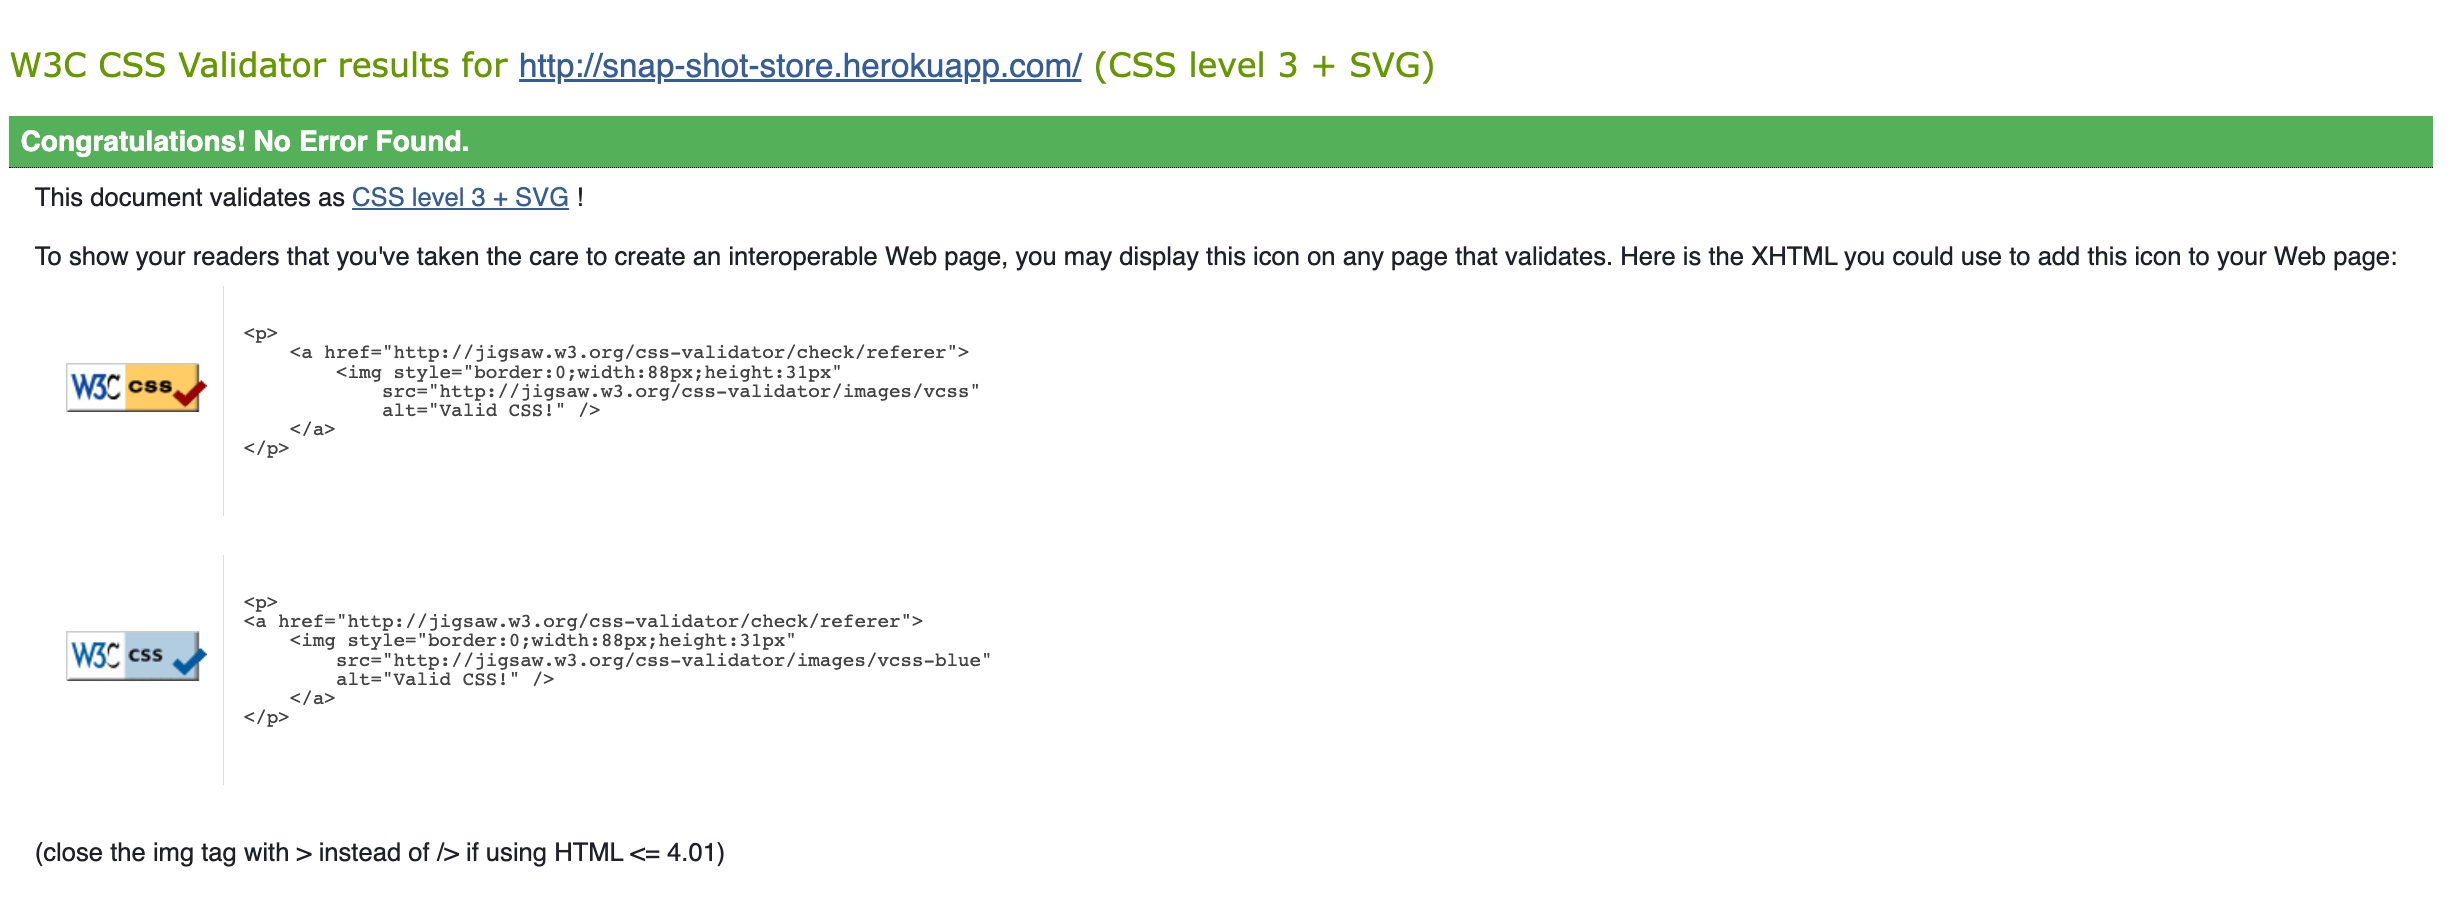 W3C CSS Validator results for http://snap-shot-store.herokuapp.com/ (CSS level 3 + SVG)
Congratulations! No Error Found.
This document validates as CSS level 3 + SVG !
To show your readers that you've taken the care to create an interoperable Web page, you may display this icon on any page that validates. Here is the XHTML you could use to add this icon to your Web page:
<p>
    <a href="http://jigsaw.w3.org/css-validator/check/referer">
        <img style="border:0;width:88px;height:31px"
W3C css
            src="http://jigsaw.w3.org/css-validator/images/vcss"
            alt="Valid CSS!" />
    </a>
</p>
<p>
<a href="http://jigsaw.w3.org/css-validator/check/referer">
    <img style="border:0;width:88px;height:31px"
W3C css
        src="http://jigsaw.w3.org/css-validator/images/vcss-blue"
        alt="Valid CSS!" />
    </a>
</p>
(close the img tag with > instead of /> if using HTML <= 4.01)